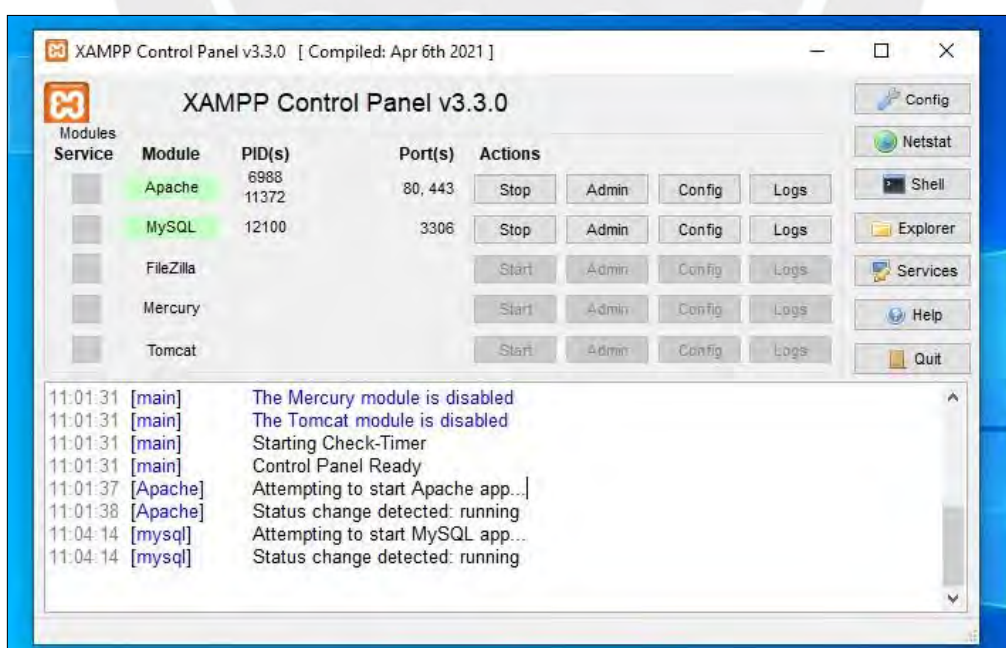 XAMPP Control Panel v3.3.0 [ Compiled: Apr 6th 2021 ]
XAMPP Control Panel v3.3.0
Config
Modules
Service Module PID(s) Port(s) Actions
Netstat
Apache 6988 11372 80, 443 Stop Admin Config Logs
Shell
MySQL 12100 3306 Stop Admin Config Logs
Explorer
FileZilla Start Admin Config Logs
Services
Mercury Start Admin Config Logs
Help
Tomcat Start Admin Config Logs
Quit
11:01:31 [main] The Mercury module is disabled
11:01:31 [main] The Tomcat module is disabled
11:01:31 [main] Starting Check-Timer
11:01:31 [main] Control Panel Ready
11:01:37 [Apache] Attempting to start Apache app...
11:01:38 [Apache] Status change detected: running
11:04:14 [mysql] Attempting to start MySQL app...
11:04:14 [mysql] Status change detected: running